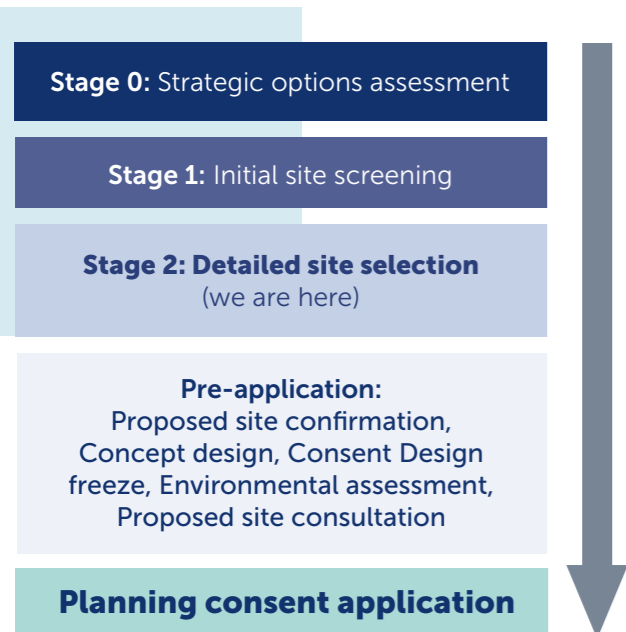 Stage 0: Strategic options assessment
Stage 1: Initial site screening
Stage 2: Detailed site selection
(we are here)
Pre-application:
Proposed site confirmation,
Concept design, Consent Design
freeze, Environmental assessment,
Proposed site consultation
Planning consent application